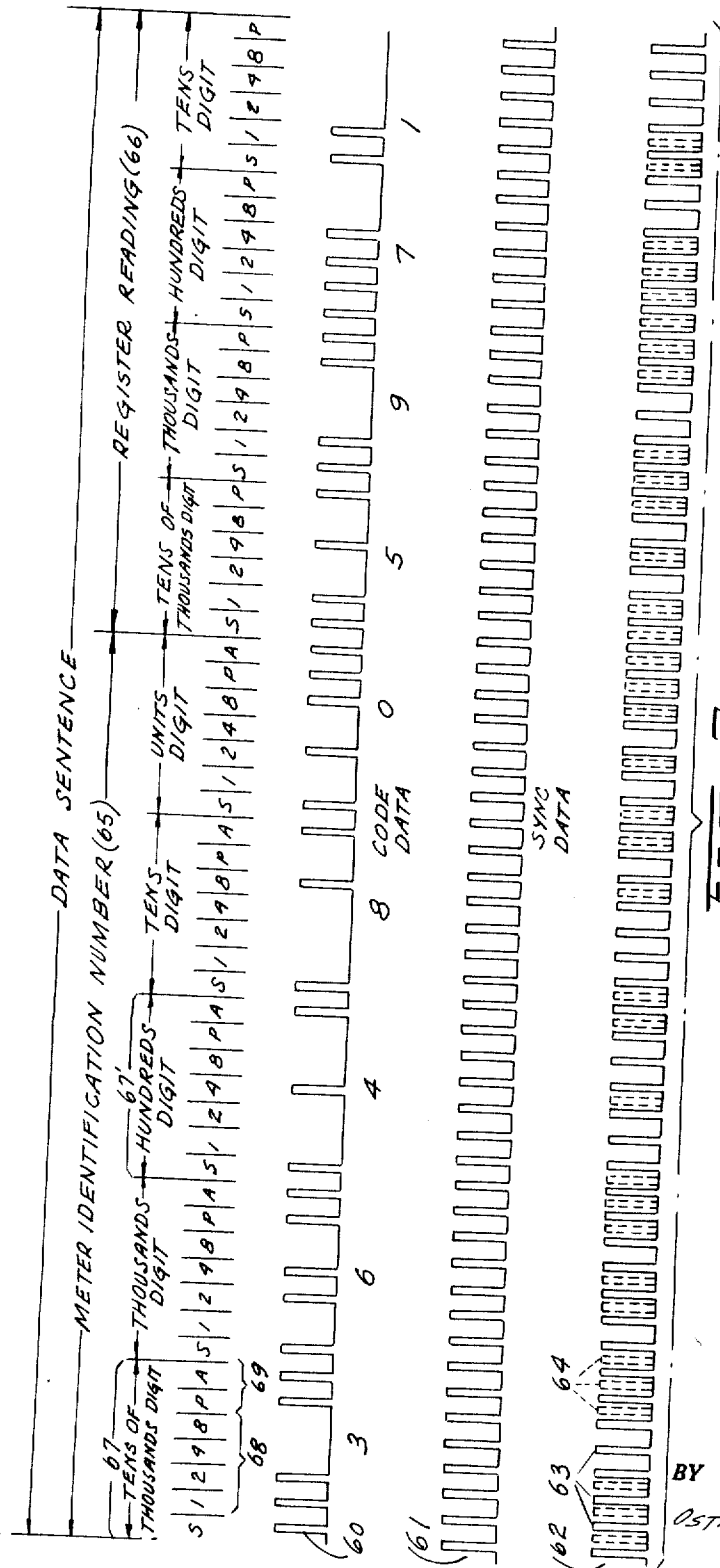 DATA SENTENCE
METER IDENTIFICATION NUMBER (65)
REGISTER READING (66)
67
67'
TENS OF THOUSANDS DIGIT
THOUSANDS DIGIT
HUNDREDS DIGIT
TENS DIGIT
UNITS DIGIT
TENS OF THOUSANDS DIGIT
THOUSANDS DIGIT
HUNDREDS DIGIT
TENS DIGIT
S 1 2 4 8 P A S 1 2 4 8 P A S 1 2 4 8 P A S 1 2 4 8 P A S 1 2 4 8 P A S 1 2 4 8 P S 1 2 4 8 P S 1 2 4 8 P S 1 2 4 8 P
68 69
60
3 6 4 8 0 5 9 7 1
CODE DATA
61
SYNC DATA
62 63 64
BY